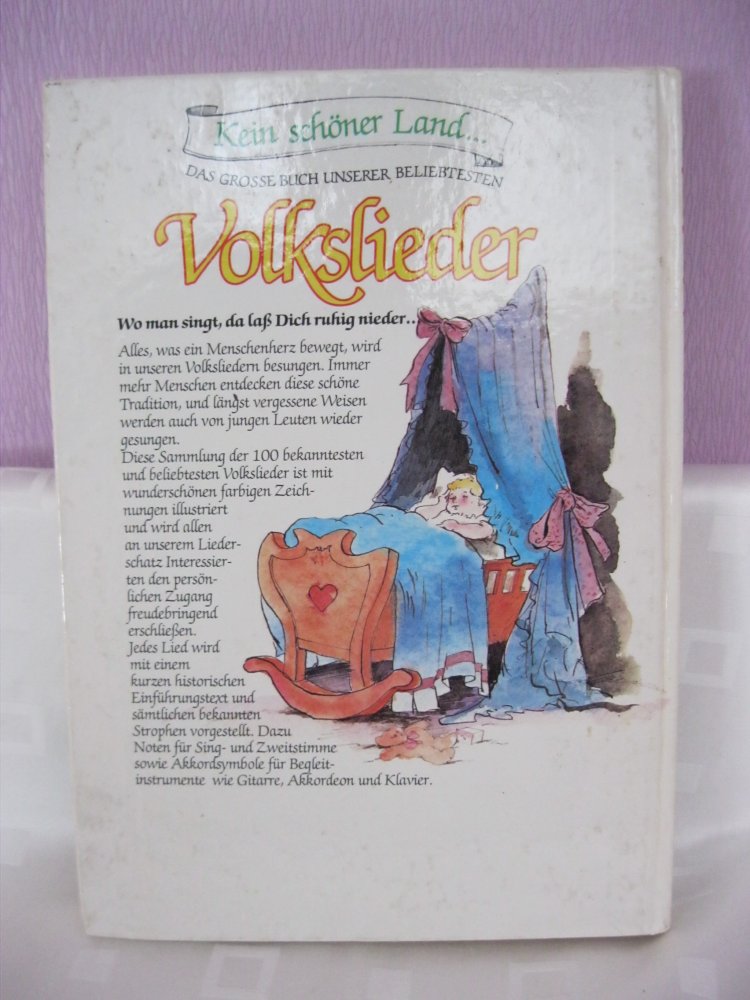 Kein schöner Land...
DAS GROSSE BUCH UNSERER BELIEBTESTEN
Volkslieder
Wo man singt, da laß Dich ruhig nieder...
Alles, was ein Menschenherz bewegt, wird
in unseren Volksliedern besungen. Immer
mehr Menschen entdecken diese schöne
Tradition, und längst vergessene Weisen
werden auch von jungen Leuten wieder
gesungen.
Diese Sammlung der 100 bekanntesten
und beliebtesten Volkslieder ist mit
wunderschönen farbigen Zeich-
nungen illustriert
und wird allen
an unserem Lieder-
schatz Interessier-
ten den persön-
lichen Zugang
freudebringend
erschließen.
Jedes Lied wird
mit einem
kurzen historischen
Einführungstext und
sämtlichen bekannten
Strophen vorgestellt. Dazu
Noten für Sing- und Zweitstimme
sowie Akkordsymbole für Begleit-
instrumente wie Gitarre, Akkordeon und Klavier.